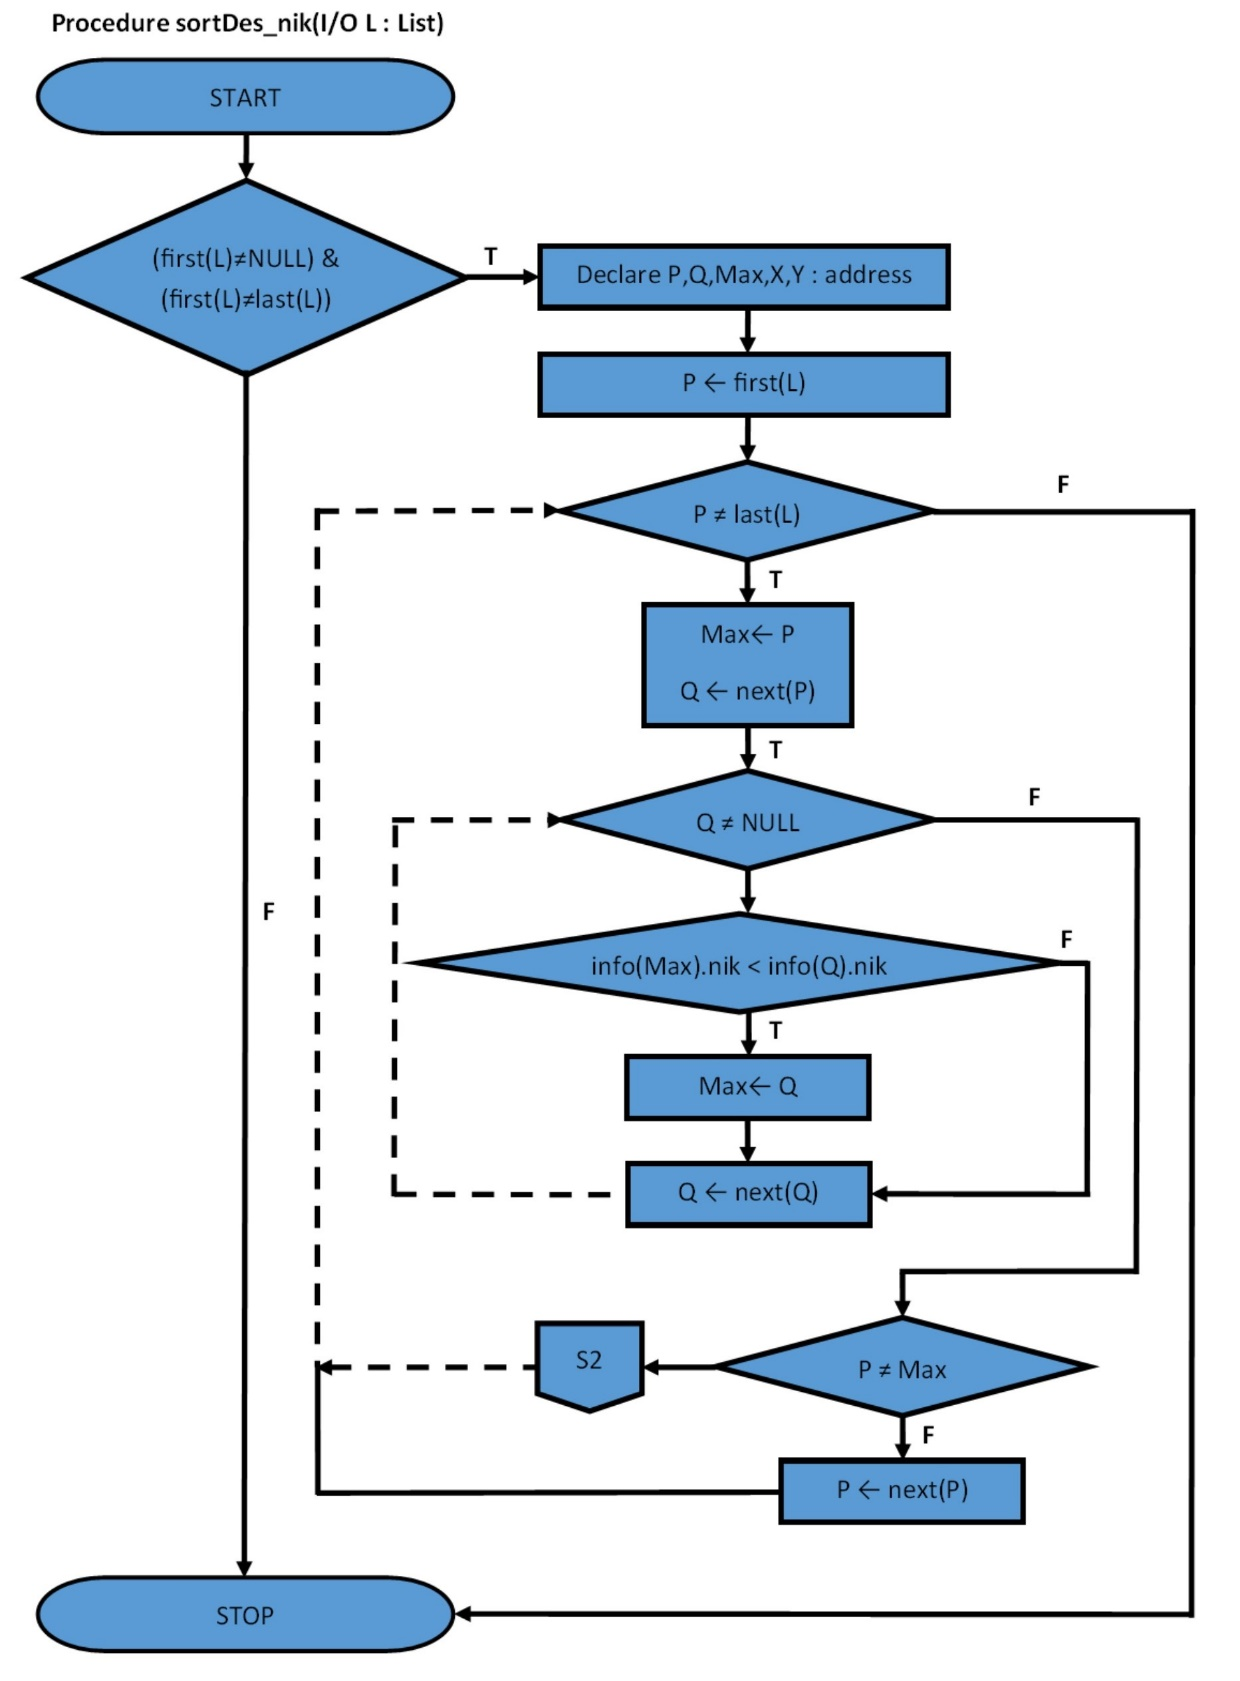 Procedure sortDes_nik(I/O L : List)
START
(first(L)≠NULL) &
(first(L)≠last(L))
T
Declare P,Q,Max,X,Y : address
P ← first(L)
P ≠ last(L)
F
T
Max← P
Q ← next(P)
T
Q ≠ NULL
F
F
info(Max).nik < info(Q).nik
F
T
Max← Q
Q ← next(Q)
S2
P ≠ Max
F
P ← next(P)
STOP